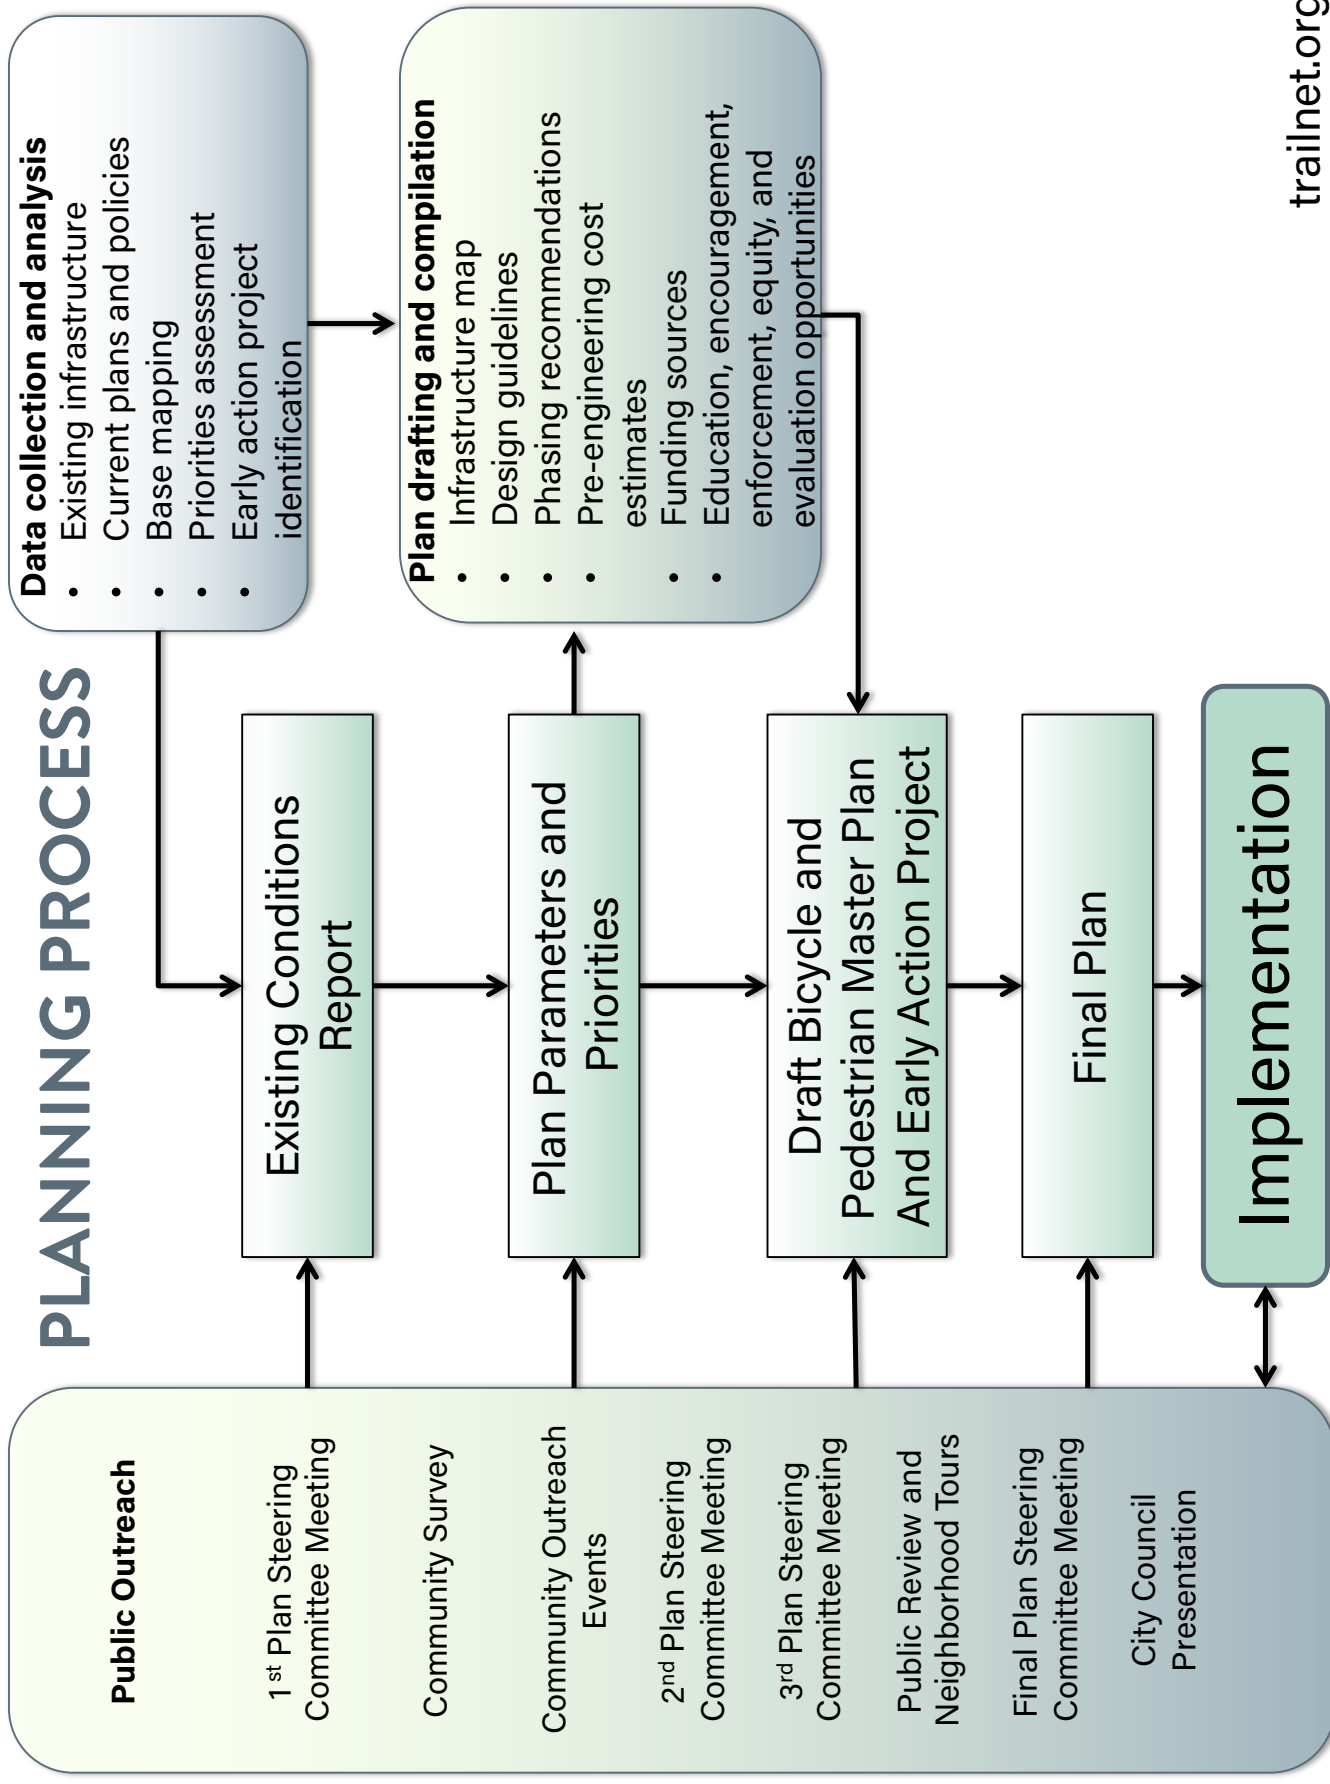 PLANNING PROCESS
Public Outreach
1st Plan Steering
Committee Meeting
Community Survey
Community Outreach
Events
2nd Plan Steering
Committee Meeting
3rd Plan Steering
Committee Meeting
Public Review and
Neighborhood Tours
Final Plan Steering
Committee Meeting
City Council
Presentation
Existing Conditions
Report
Plan Parameters and
Priorities
Draft Bicycle and
Pedestrian Master Plan
And Early Action Project
Final Plan
Implementation
Data collection and analysis
• Existing infrastructure
• Current plans and policies
• Base mapping
• Priorities assessment
• Early action project
identification
Plan drafting and compilation
• Infrastructure map
• Design guidelines
• Phasing recommendations
• Pre-engineering cost
estimates
• Funding sources
• Education, encouragement,
enforcement, equity, and
evaluation opportunities
trailnet.org